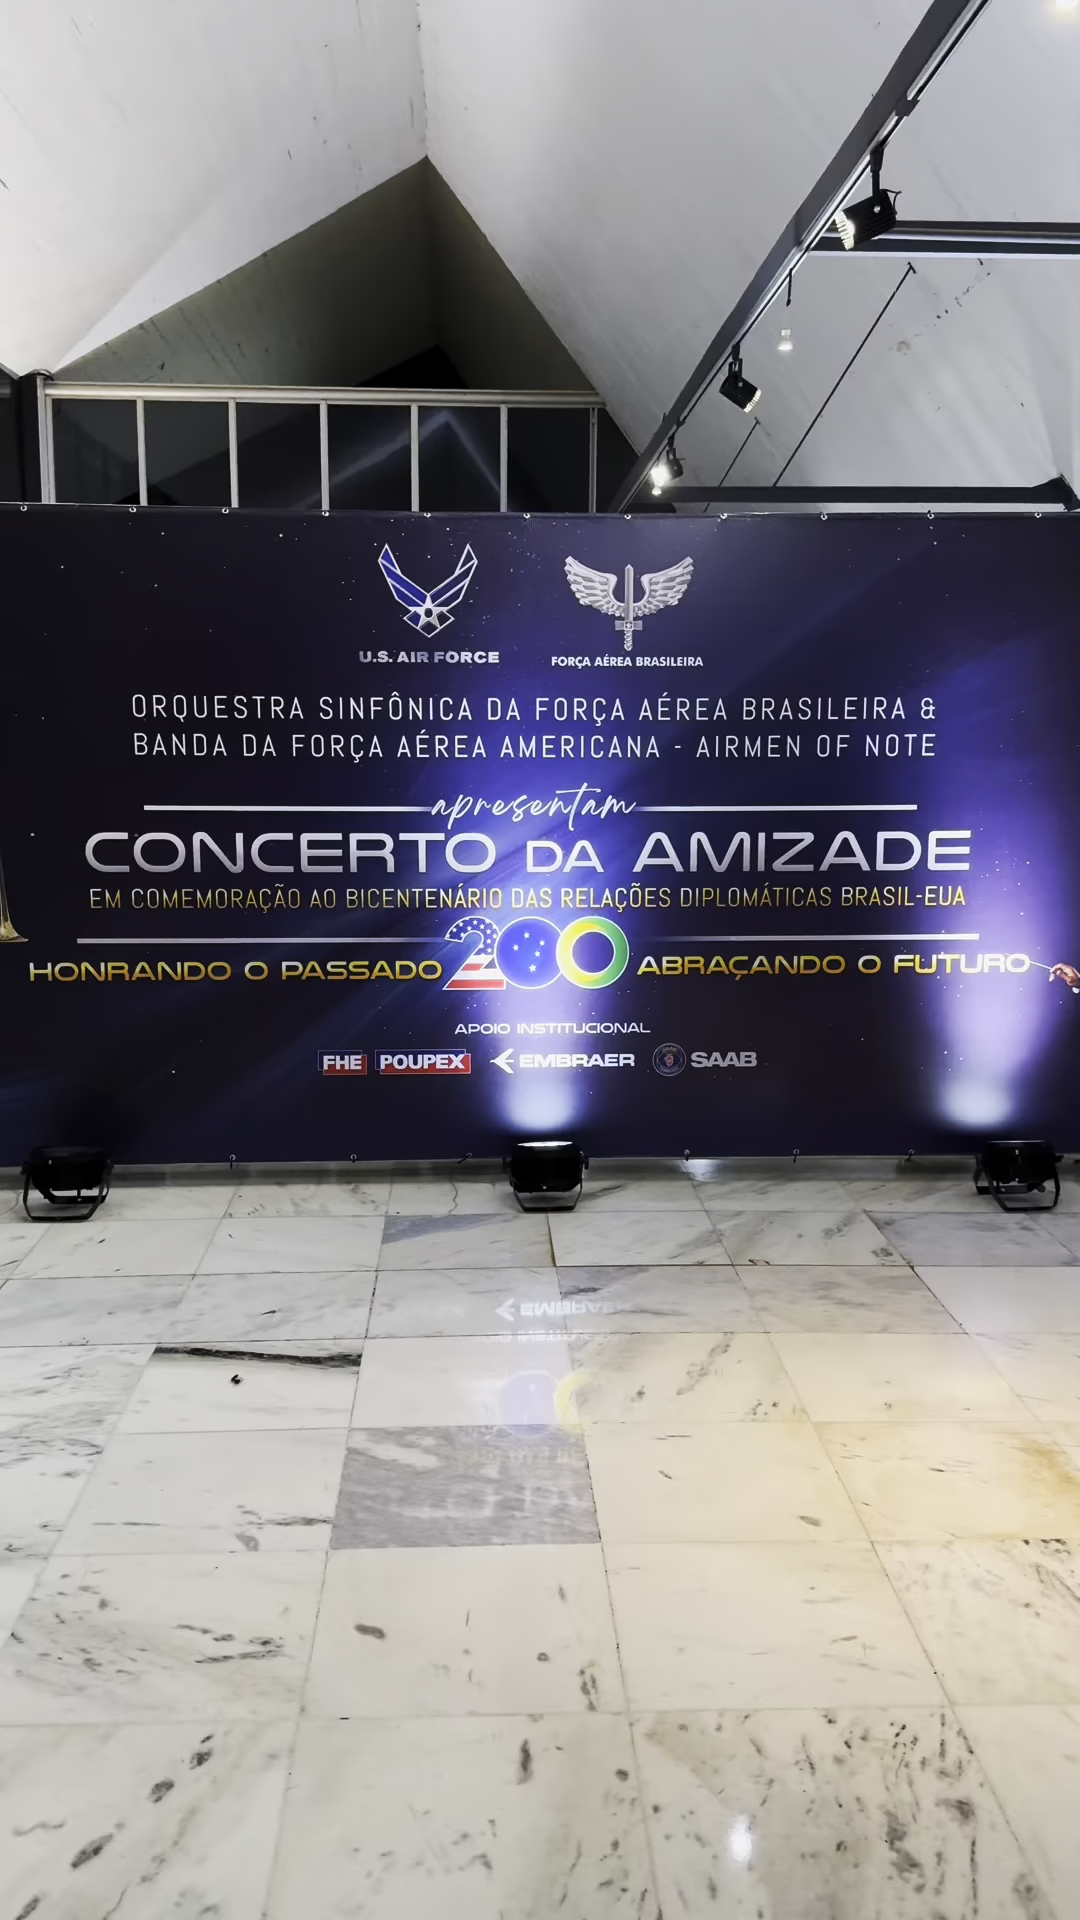 U.S. AIR FORCE
FORÇA AÉREA BRASILEIRA
ORQUESTRA SINFÔNICA DA FORÇA AÉREA BRASILEIRA &
BANDA DA FORÇA AÉREA AMERICANA - AIRMEN OF NOTE
apresentam
CONCERTO DA AMIZADE
EM COMEMORAÇÃO AO BICENTENÁRIO DAS RELAÇÕES DIPLOMÁTICAS BRASIL-EUA
HONRANDO O PASSADO 200 ABRAÇANDO O FUTURO
APOIO INSTITUCIONAL
FHE POUPEX EMBRAER SAAB